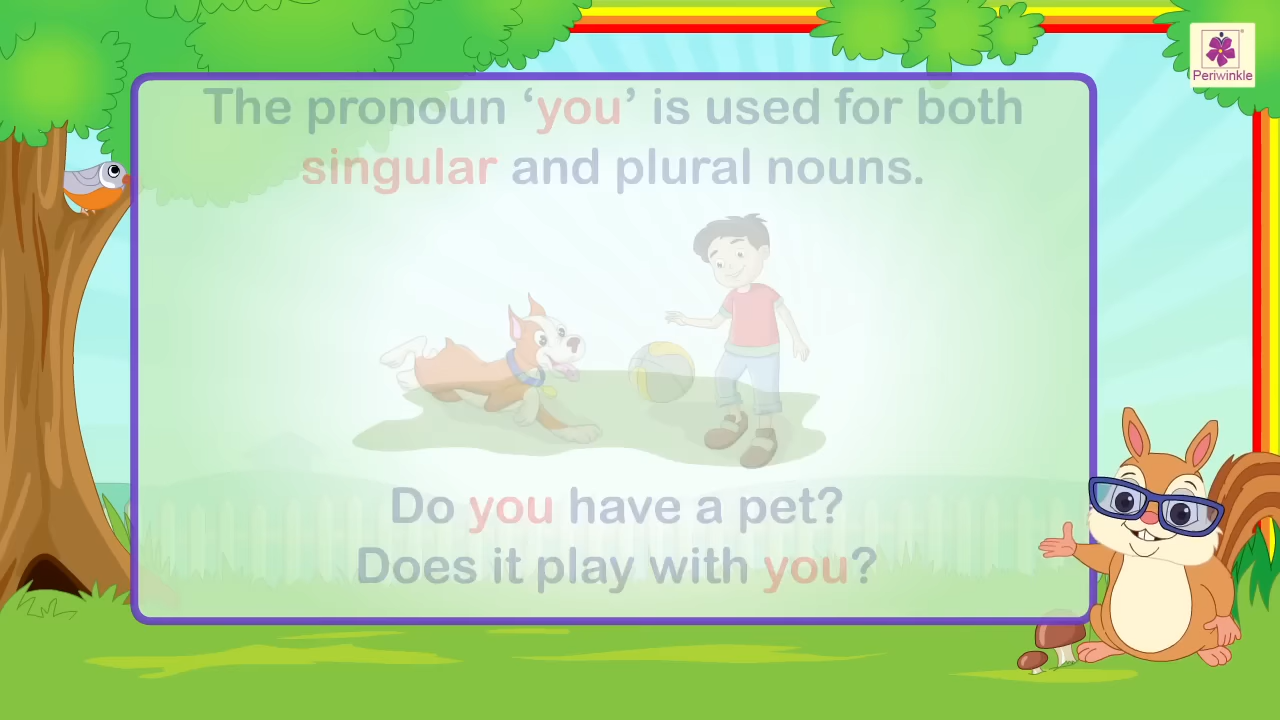 Periwinkle
The pronoun ‘you’ is used for both
singular and plural nouns.
Do you have a pet?
Does it play with you?